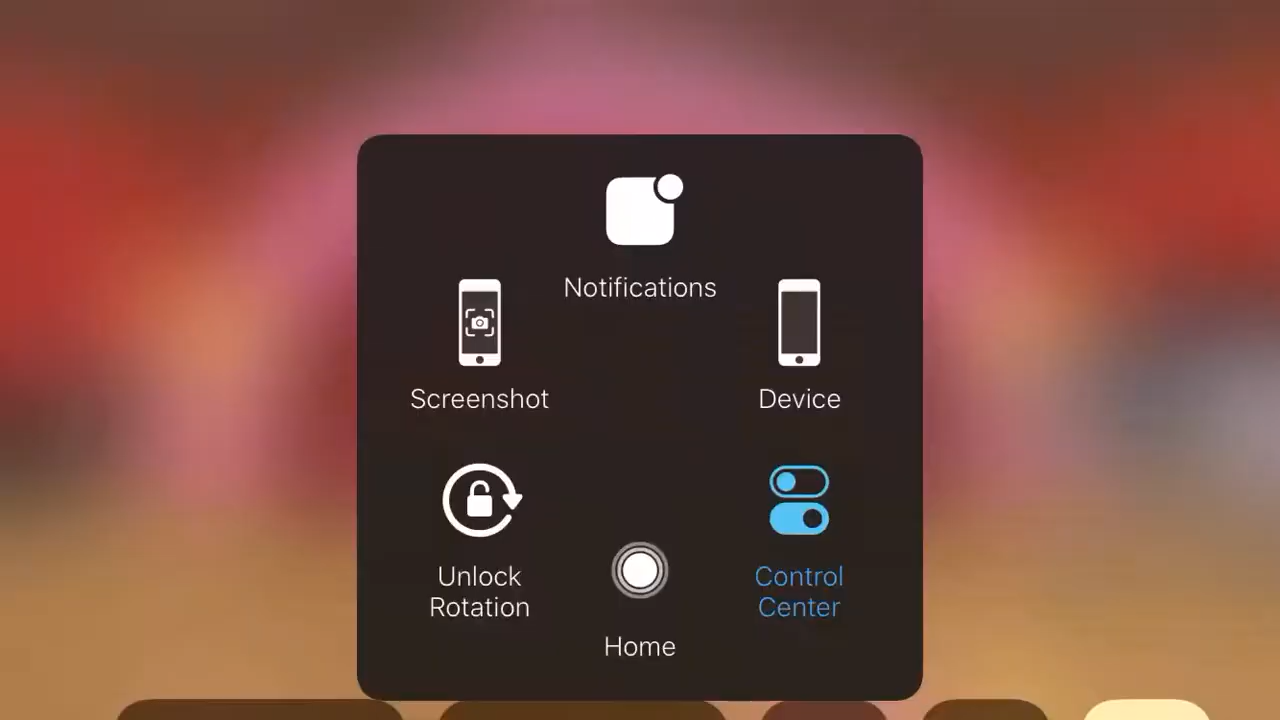 Notifications
Screenshot
Device
Unlock
Rotation
Control
Center
Home